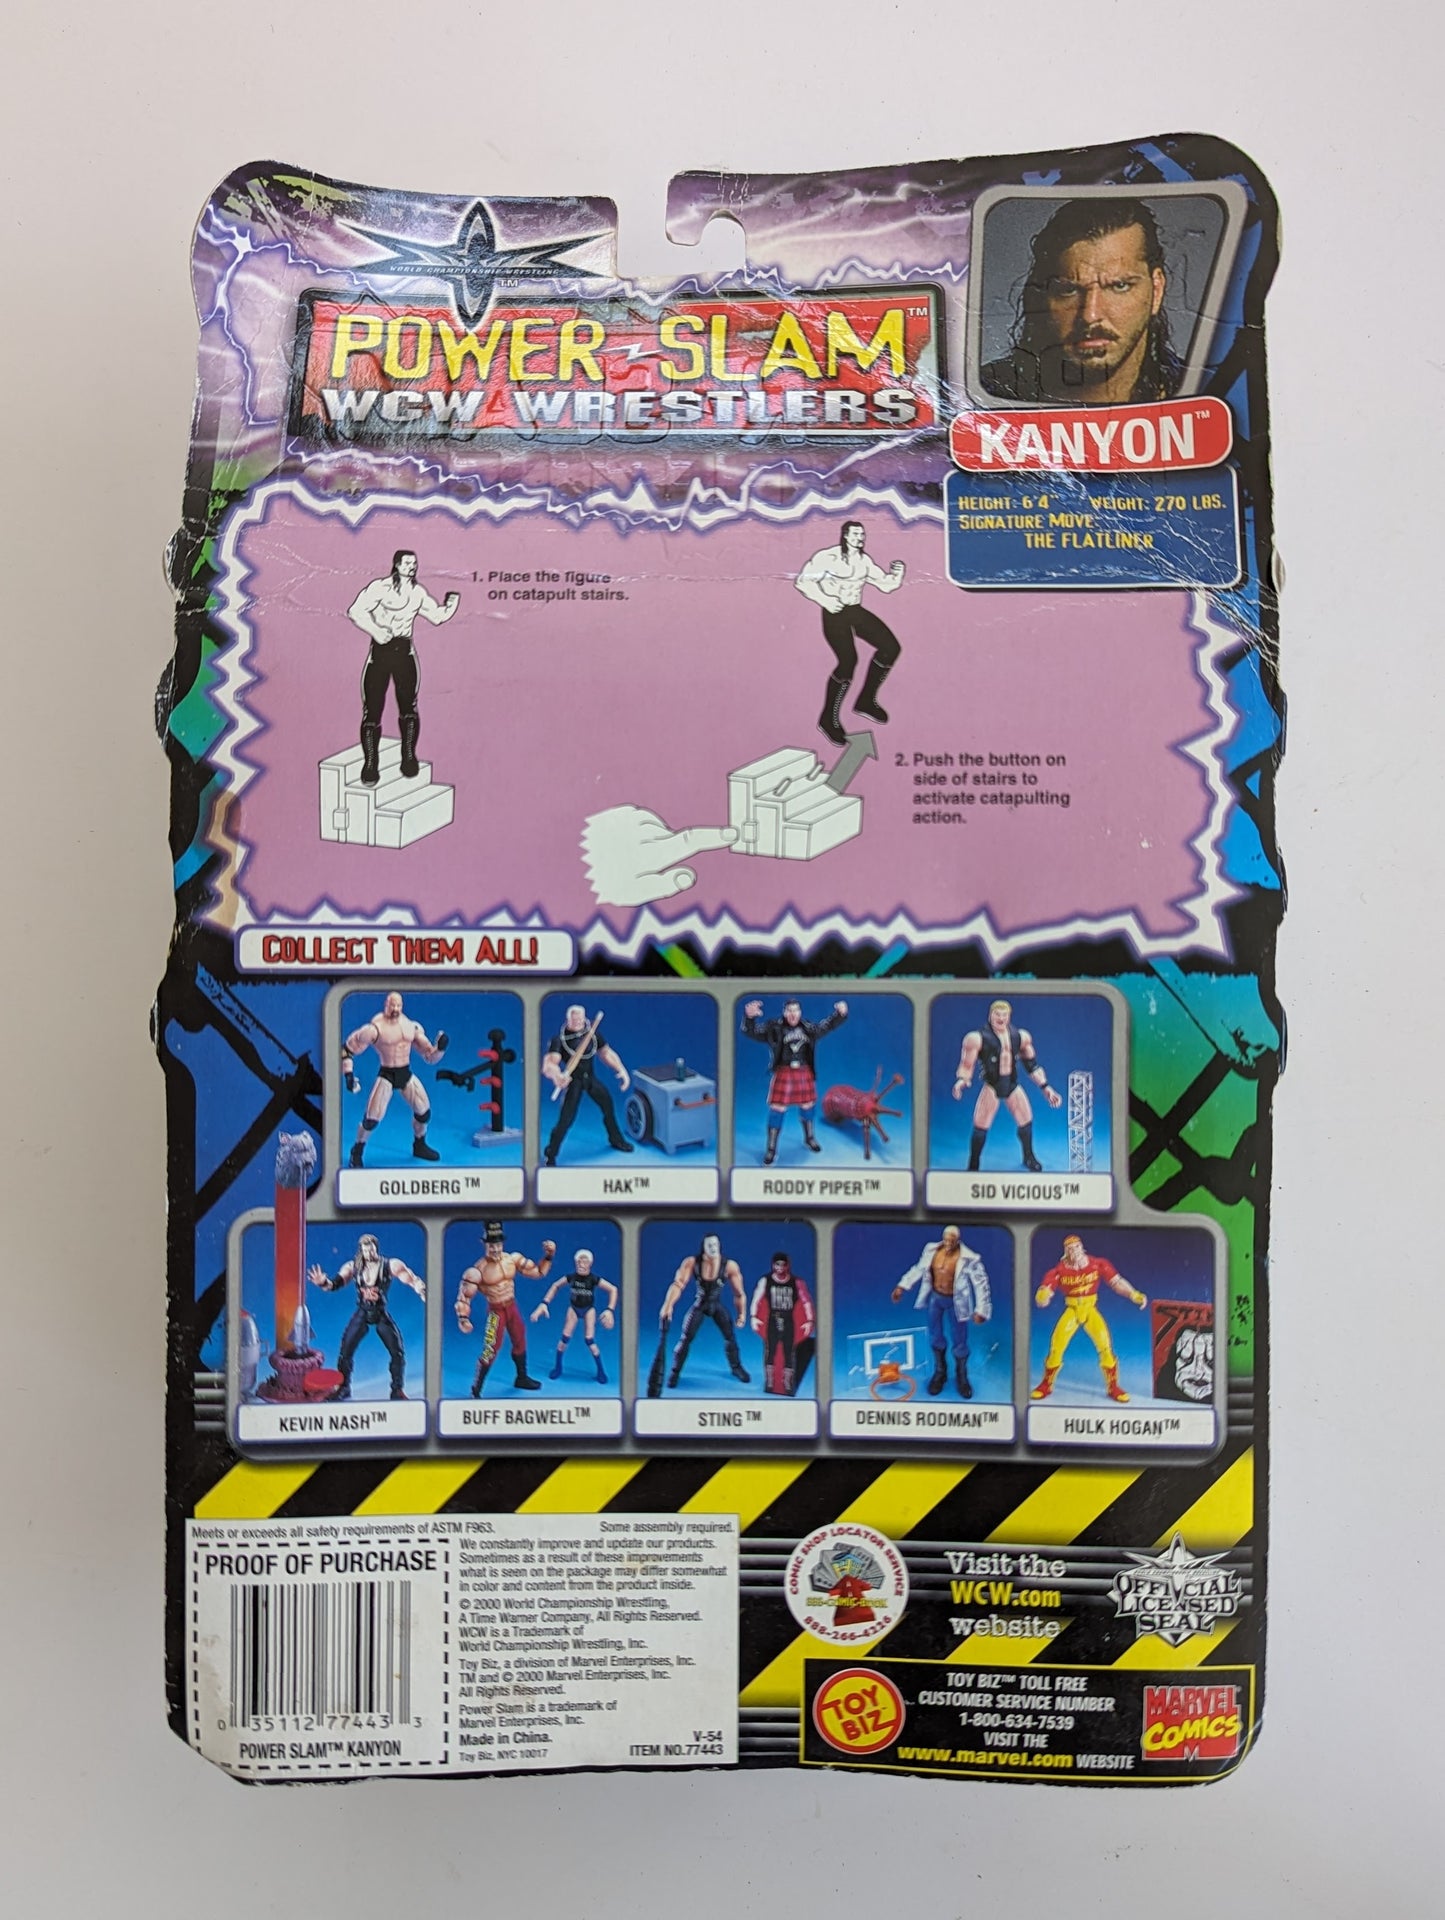 WORLD CHAMPIONSHIP WRESTLING
TM
POWER SLAM™
WCW WRESTLERS
KANYON™
HEIGHT: 6'4" WEIGHT: 270 LBS.
SIGNATURE MOVE:
THE FLATLINER
1. Place the figure
on catapult stairs.
2. Push the button on
side of stairs to
activate catapulting
action.
COLLECT THEM ALL!
GOLDBERG™
HAK™
RODDY PIPER™
SID VICIOUS™
KEVIN NASH™
BUFF BAGWELL™
STING™
DENNIS RODMAN™
HULK HOGAN™
Meets or exceeds all safety requirements of ASTM F963. Some assembly required.
PROOF OF PURCHASE
0 35112 77443 3
POWER SLAM™ KANYON
We constantly improve and update our products.
Sometimes as a result of these improvements
what is seen on the package may differ somewhat
in color and content from the product inside.
© 2000 World Championship Wrestling,
A Time Warner Company, All Rights Reserved.
WCW is a Trademark of
World Championship Wrestling, Inc.
Toy Biz, a division of Marvel Enterprises, Inc.
TM and © 2000 Marvel Enterprises, Inc.
All Rights Reserved.
Power Slam is a trademark of
Marvel Enterprises, Inc.
Made in China.
Toy Biz, NYC 10017
V-54
ITEM NO.77443
COMIC SHOP LOCATOR SERVICE
888-COMIC-BOOK
888-266-4226
Visit the
WCW.com
website
OFFICIAL
LICENSED
SEAL
TOY BIZ™
TOY BIZ™ TOLL FREE
CUSTOMER SERVICE NUMBER
1-800-634-7539
VISIT THE
www.marvel.com WEBSITE
MARVEL
COMICS
M